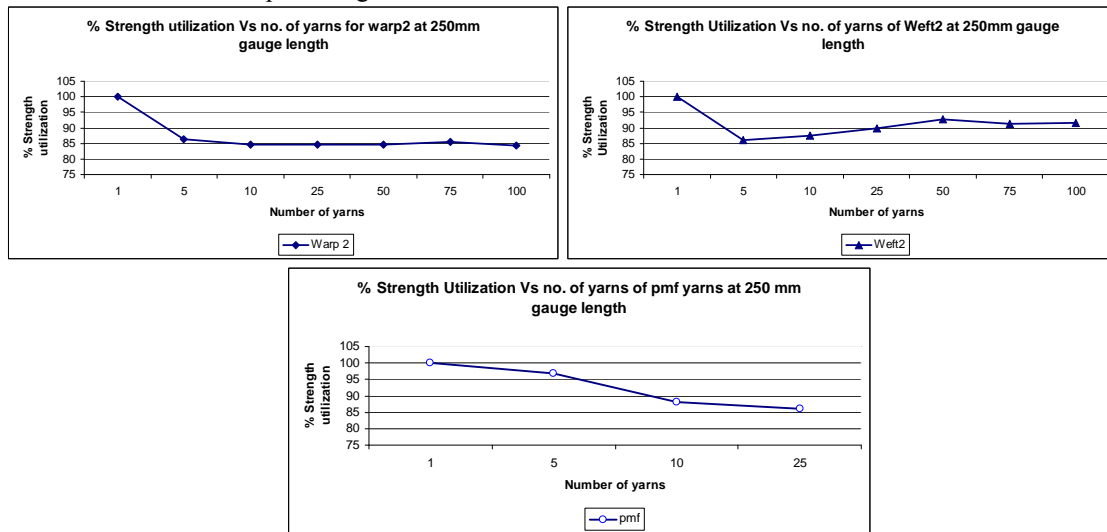 % Strength utilization Vs no. of yarns for warp2 at 250mm
gauge length
% Strength
utilization
105
100
95
90
85
80
75
1 5 10 25 50 75 100
Number of yarns
Warp 2
% Strength Utilization Vs no. of yarns of Weft2 at 250mm gauge
length
% Strength
Utilization
105
100
95
90
85
80
75
1 5 10 25 50 75 100
Number of yarns
Weft2
% Strength Utilization Vs no. of yarns of pmf yarns at 250 mm
gauge length
% Strength
utilization
105
100
95
90
85
80
75
1 5 10 25
Number of yarns
pmf